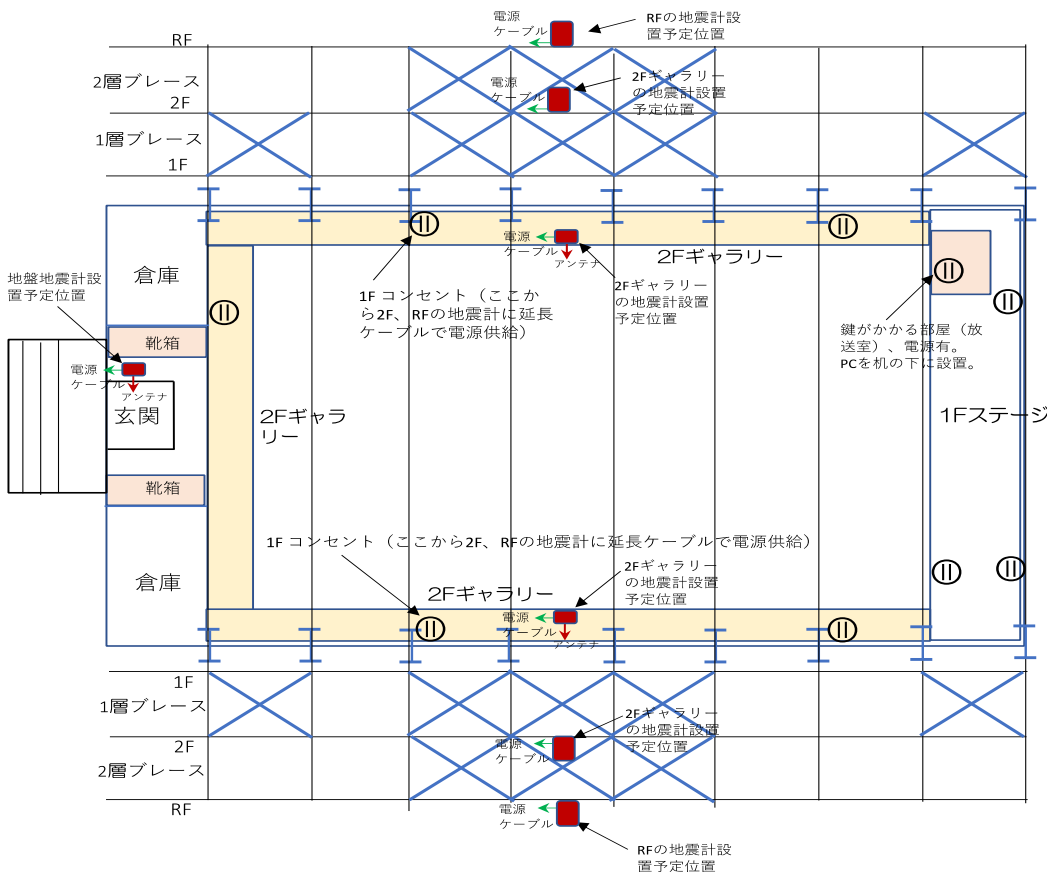 電源
ケーブル
RFの地震計設
置予定位置
RF
2層ブレース
電源
ケーブル
2Fギャラリー
の地震計設置
予定位置
2F
1層ブレース
1F
電源
ケーブル
アンテナ
2Fギャラリー
倉庫
地盤地震計設
置予定位置
1F コンセント（ここか
ら2F、RFの地震計に延長
ケーブルで電源供給）
2Fギャラリー
の地震計設置
予定位置
鍵がかかる部屋（放
送室）、電源有。
PCを机の下に設置。
靴箱
電源
ケーブル
アンテナ
玄関
2Fギャラ
リー
1Fステージ
靴箱
1F コンセント（ここから2F、RFの地震計に延長ケーブルで電源供給）
2Fギャラリー
の地震計設置
予定位置
倉庫
2Fギャラリー
電源
ケーブル
アンテナ
1F
1層ブレース
2Fギャラリー
の地震計設置
予定位置
2F
電源
ケーブル
2層ブレース
RF
電源
ケーブル
RFの地震計設
置予定位置